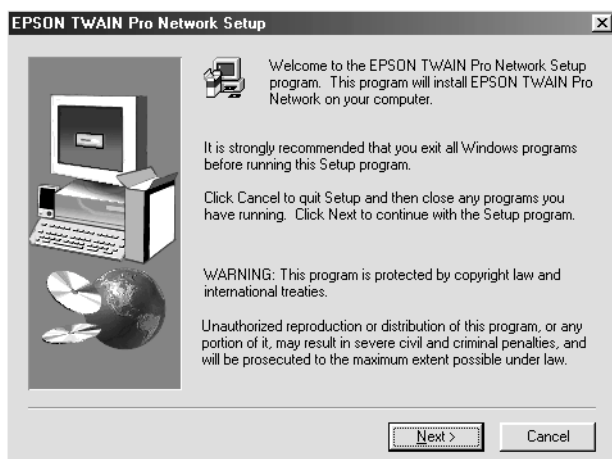 EPSON TWAIN Pro Network Setup
Welcome to the EPSON TWAIN Pro Network Setup
program. This program will install EPSON TWAIN Pro
Network on your computer.
It is strongly recommended that you exit all Windows programs
before running this Setup program.
Click Cancel to quit Setup and then close any programs you
have running. Click Next to continue with the Setup program.
WARNING: This program is protected by copyright law and
international treaties.
Unauthorized reproduction or distribution of this program, or any
portion of it, may result in severe civil and criminal penalties, and
will be prosecuted to the maximum extent possible under law.
Next >
Cancel